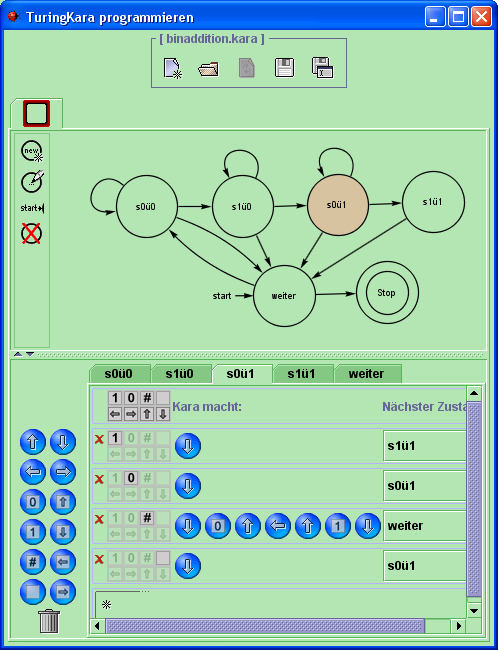 TuringKara programmieren
[ binaddition.kara ]
new
start
s0ü0
s1ü0
s0ü1
s1ü1
start
weiter
Stop
s0ü0 s1ü0 s0ü1 s1ü1 weiter
1 0 # Kara macht: Nächster Zusta
1 0 # s1ü1
1 0 # s0ü1
0
1 0 # 0 1 weiter
1
1 0 # s0ü1
#